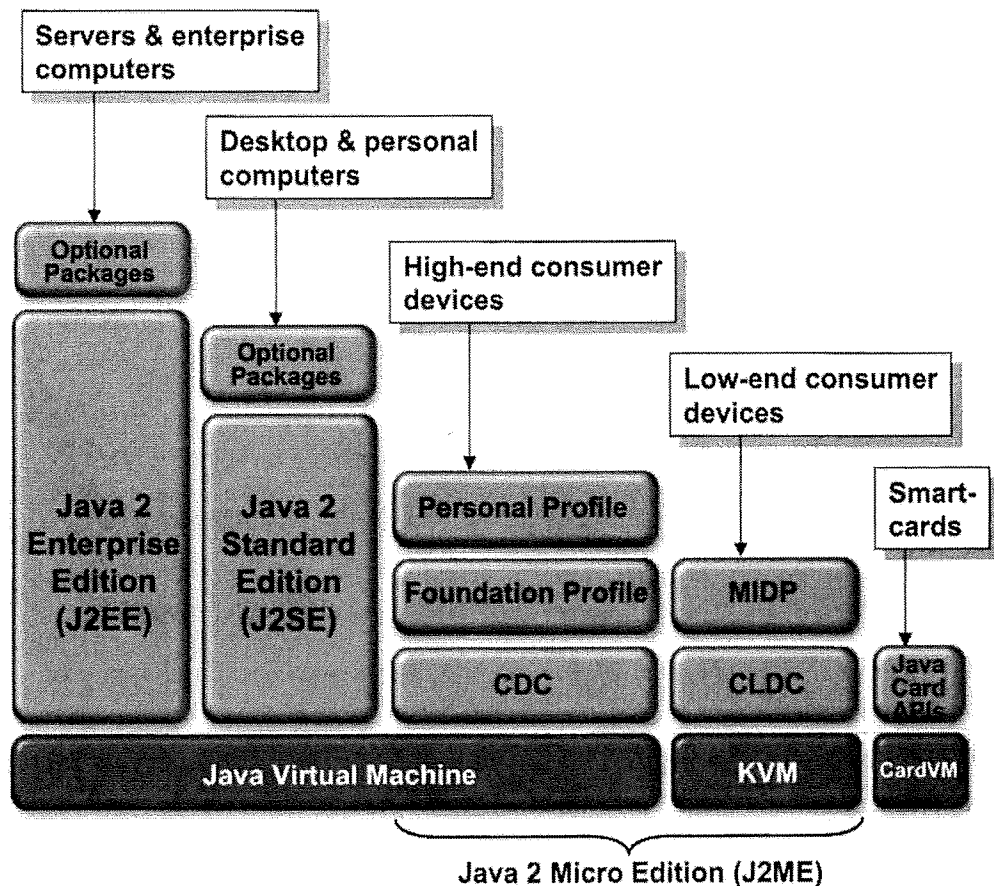 Servers & enterprise
computers
Desktop & personal
computers
Optional
Packages
High-end consumer
devices
Optional
Packages
Low-end consumer
devices
Java 2
Enterprise
Edition
(J2EE)
Java 2
Standard
Edition
(J2SE)
Personal Profile
Smart-
cards
Foundation Profile
MIDP
CDC
CLDC
Java
Card
APIs
Java Virtual Machine
KVM
CardVM
Java 2 Micro Edition (J2ME)